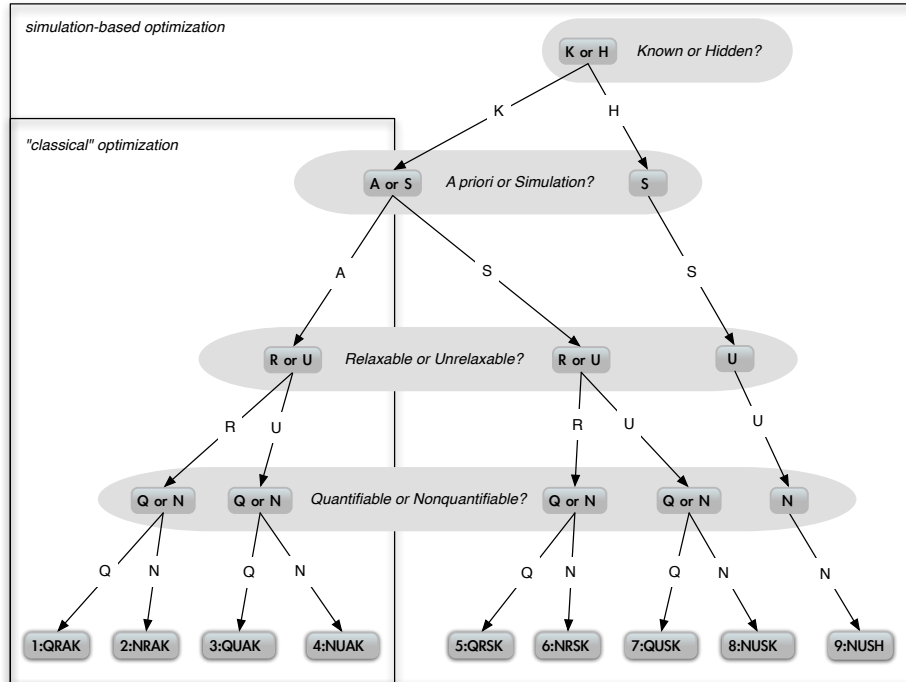 simulation-based optimization
K or H Known or Hidden?
K H
"classical" optimization
A or S A priori or Simulation? S
A S S
R or U Relaxable or Unrelaxable? R or U U
R U R U U
Q or N Q or N Quantifiable or Nonquantifiable? Q or N Q or N N
Q N Q N Q N Q N N
1:QRAK 2:NRAK 3:QUAK 4:NUAK 5:QRSK 6:NRSK 7:QUSK 8:NUSK 9:NUSH